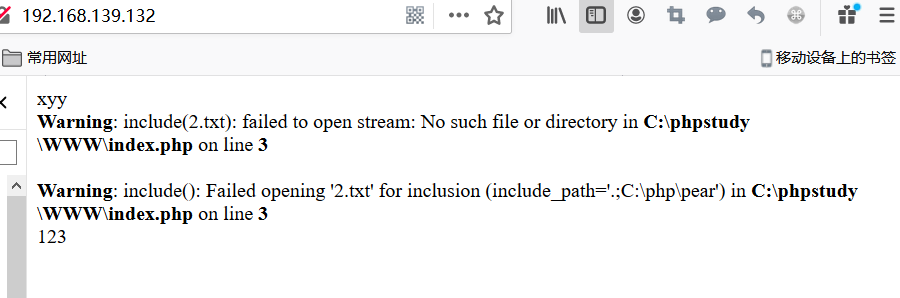 192.168.139.132
常用网址
移动设备上的书签
xyy
Warning: include(2.txt): failed to open stream: No such file or directory in C:\phpstudy
\WWW\index.php on line 3
Warning: include(): Failed opening '2.txt' for inclusion (include_path='.;C:\php\pear') in C:\phpstudy
\WWW\index.php on line 3
123